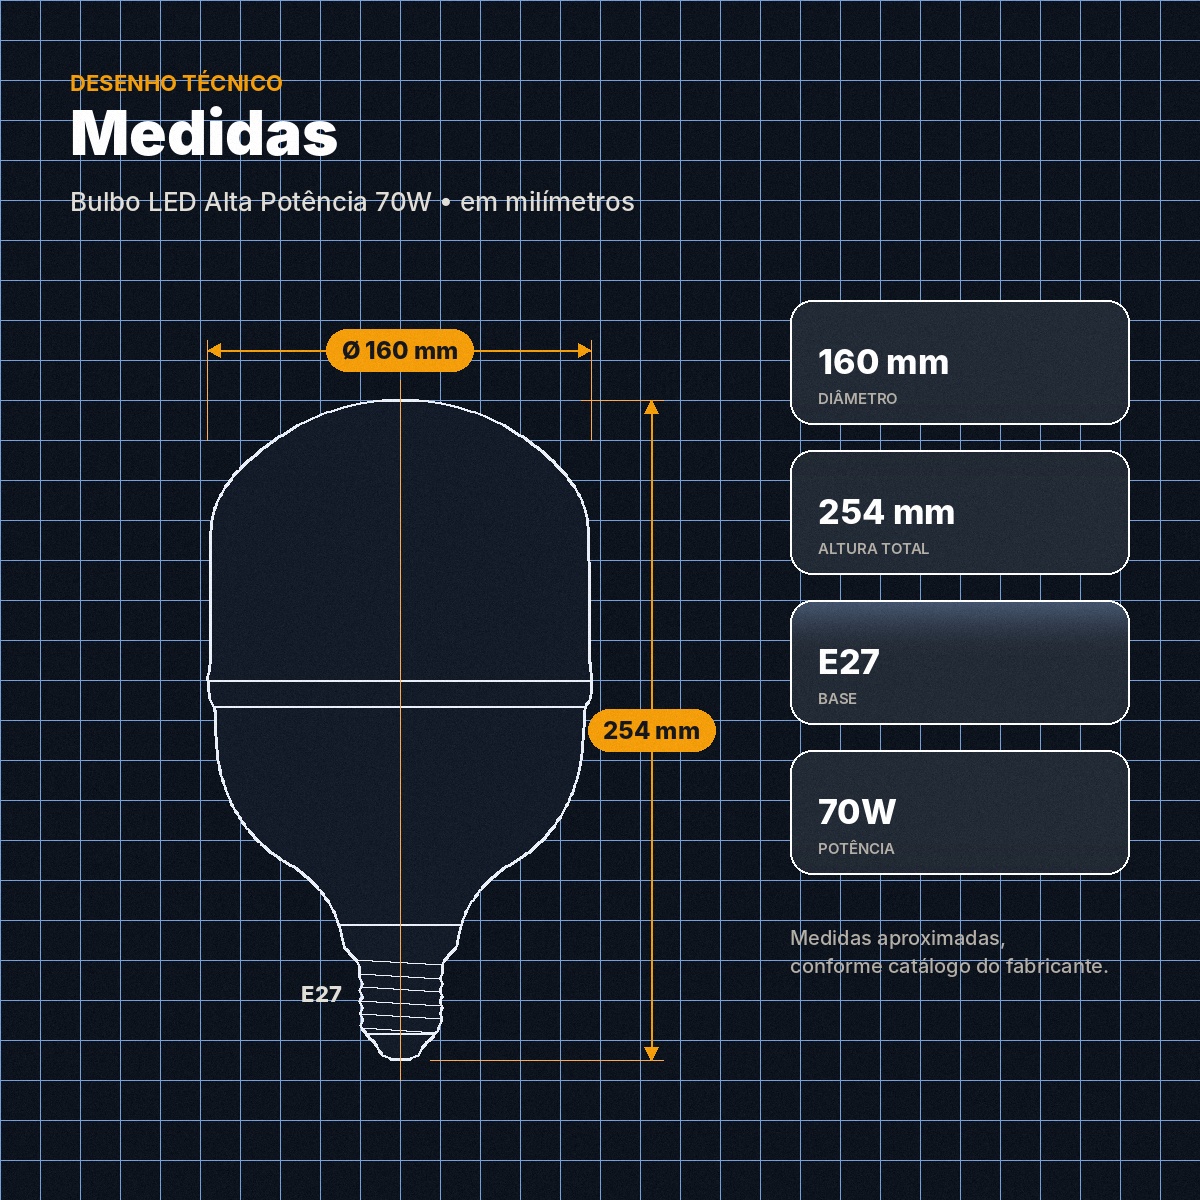 DESENHO TÉCNICO
Medidas
Bulbo LED Alta Potência 70W • em milímetros
Ø 160 mm
254 mm
E27
160 mm
DIÂMETRO
254 mm
ALTURA TOTAL
E27
BASE
70W
POTÊNCIA
Medidas aproximadas,
conforme catálogo do fabricante.